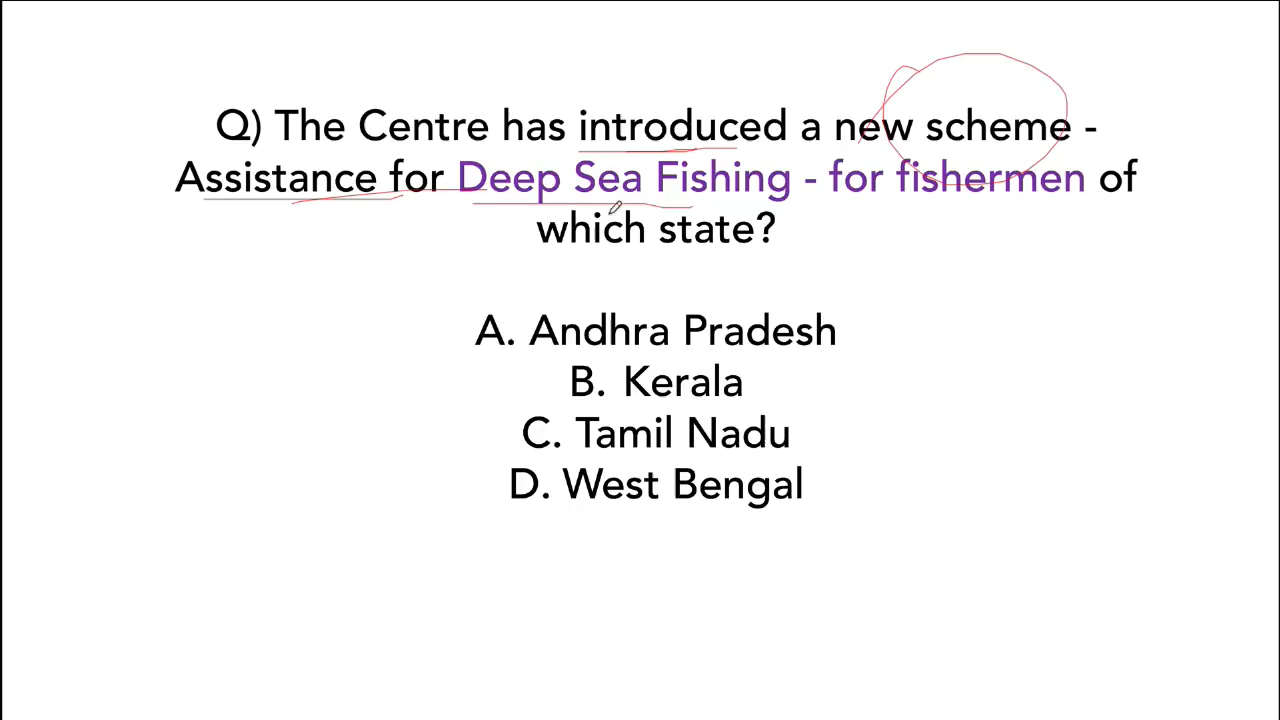 Q) The Centre has introduced a new scheme -
Assistance for Deep Sea Fishing - for fishermen of
which state?
A. Andhra Pradesh
B. Kerala
C. Tamil Nadu
D. West Bengal